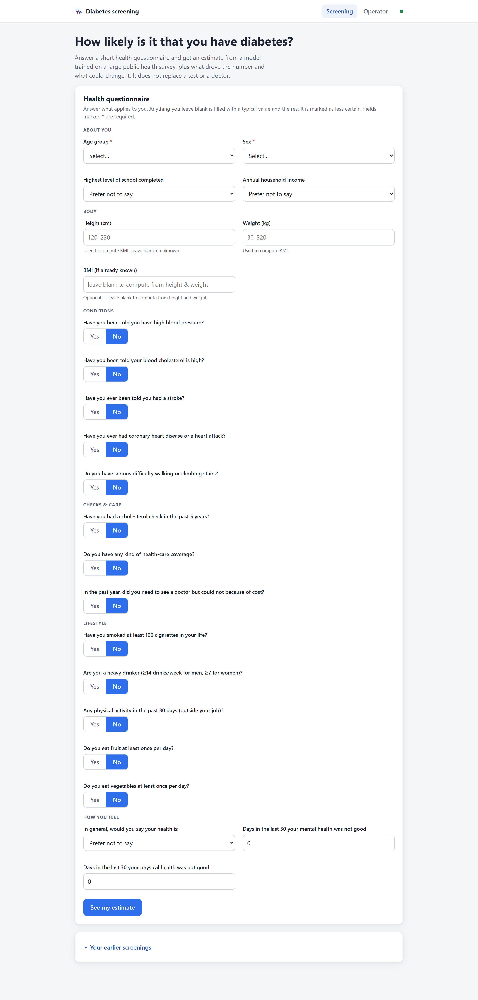 Diabetes screening
Screening
Operator
How likely is it that you have diabetes?
Answer a short health questionnaire and get an estimate from a model
trained on a large public health survey, plus what drove the number and
what could change it. It does not replace a test or a doctor.
Health questionnaire
Answer what applies to you. Anything you leave blank is filled with a typical value and the result is marked as less certain. Fields
marked * are required.
ABOUT YOU
Age group *
Sex *
Select...
Select...
Highest level of school completed
Annual household income
Prefer not to say
Prefer not to say
BODY
Height (cm)
Weight (kg)
120–230
30–320
Used to compute BMI. Leave blank if unknown.
Used to compute BMI.
BMI (if already known)
leave blank to compute from height & weight
Optional — leave blank to compute from height and weight.
CONDITIONS
Have you been told you have high blood pressure?
Yes No
Have you been told your blood cholesterol is high?
Yes No
Have you ever been told you had a stroke?
Yes No
Have you ever had coronary heart disease or a heart attack?
Yes No
Do you have serious difficulty walking or climbing stairs?
Yes No
CHECKS & CARE
Have you had a cholesterol check in the past 5 years?
Yes No
Do you have any kind of health-care coverage?
Yes No
In the past year, did you need to see a doctor but could not because of cost?
Yes No
LIFESTYLE
Have you smoked at least 100 cigarettes in your life?
Yes No
Are you a heavy drinker (≥14 drinks/week for men, ≥7 for women)?
Yes No
Any physical activity in the past 30 days (outside your job)?
Yes No
Do you eat fruit at least once per day?
Yes No
Do you eat vegetables at least once per day?
Yes No
HOW YOU FEEL
In general, would you say your health is:
Days in the last 30 your mental health was not good
Prefer not to say
0
Days in the last 30 your physical health was not good
0
See my estimate
Your earlier screenings